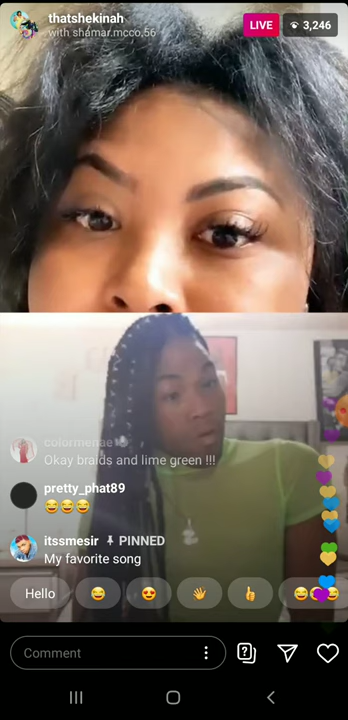 thatshekinah
with shamar.mcco,56
LIVE
3,246
colormenae
Okay braids and lime green !!!
pretty_phat89
😂😂😂
itssmesir PINNED
My favorite song
Hello 😂 😍 👋 👍 😂😂😂
Comment